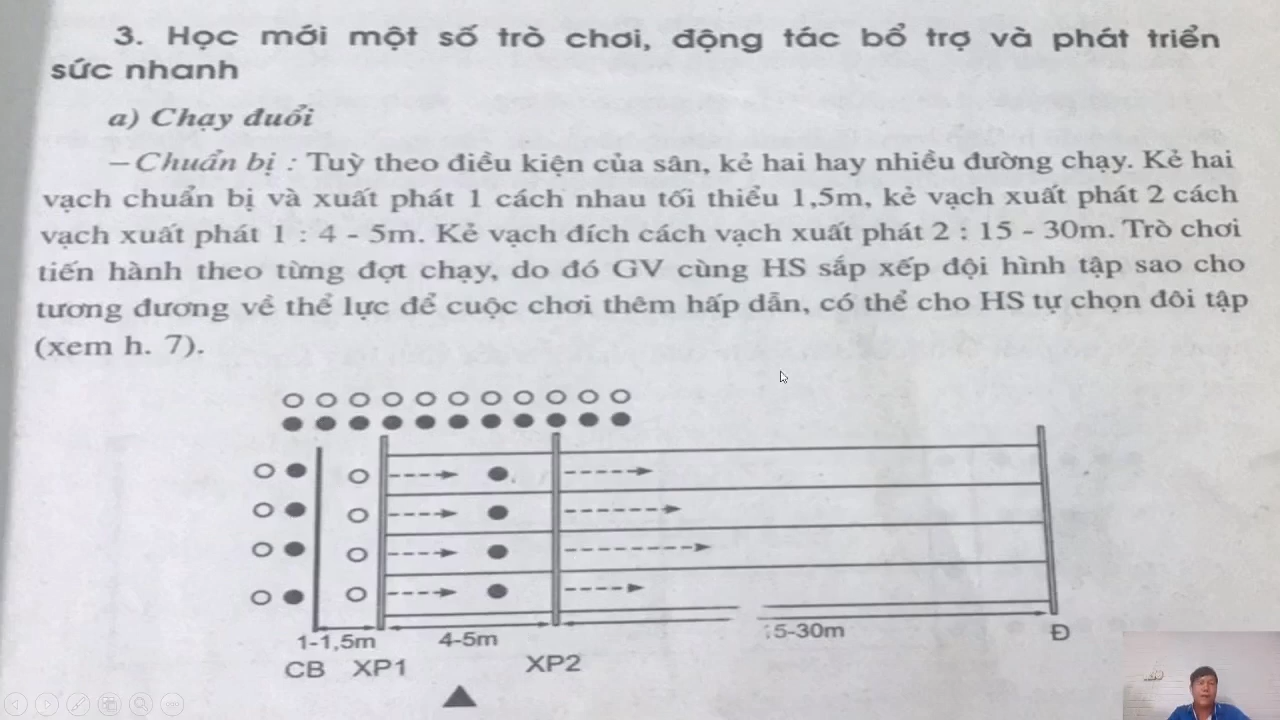 3. Học mới một số trò chơi, động tác bổ trợ và phát triển
sức nhanh
a) Chạy đuổi
–Chuẩn bị : Tuỳ theo điều kiện của sân, kẻ hai hay nhiều đường chạy. Kẻ hai
vạch chuẩn bị và xuất phát 1 cách nhau tối thiểu 1,5m, kẻ vạch xuất phát 2 cách
vạch xuất phát 1 : 4 - 5m. Kẻ vạch đích cách vạch xuất phát 2 : 15 - 30m. Trò chơi
tiến hành theo từng đợt chạy, do đó GV cùng HS sắp xếp đội hình tập sao cho
tương đương về thể lực để cuộc chơi thêm hấp dẫn, có thể cho HS tự chọn đôi tập
(xem h. 7).
1-1,5m
4-5m
5-30m
Đ
CB
XP1
XP2